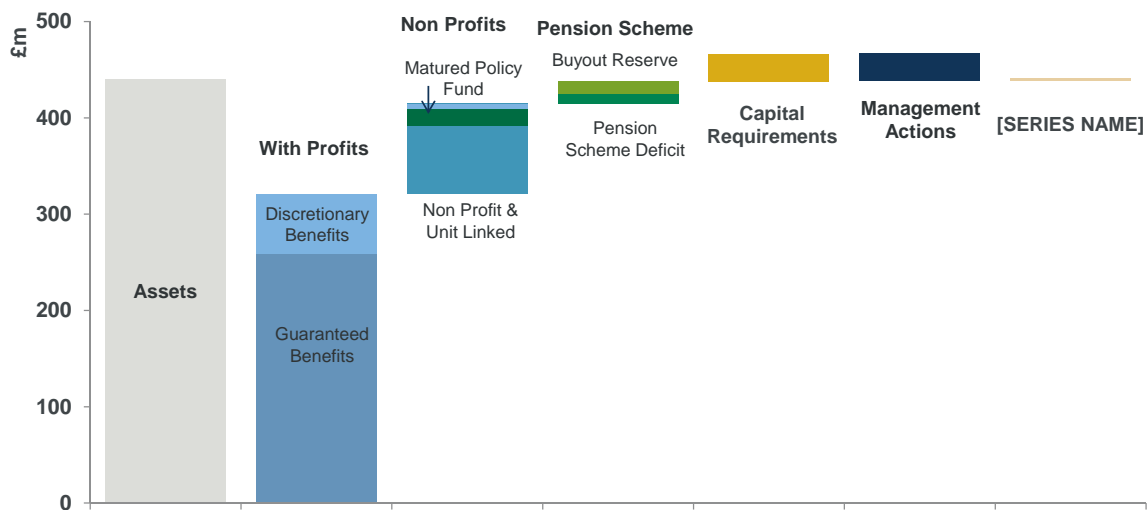 £m
500
400
300
200
100
0
Assets
With Profits
Discretionary
Benefits
Guaranteed
Benefits
Non Profits
Matured Policy
Fund
Non Profit &
Unit Linked
Pension Scheme
Buyout Reserve
Pension
Scheme Deficit
Capital
Requirements
Management
Actions
[SERIES NAME]